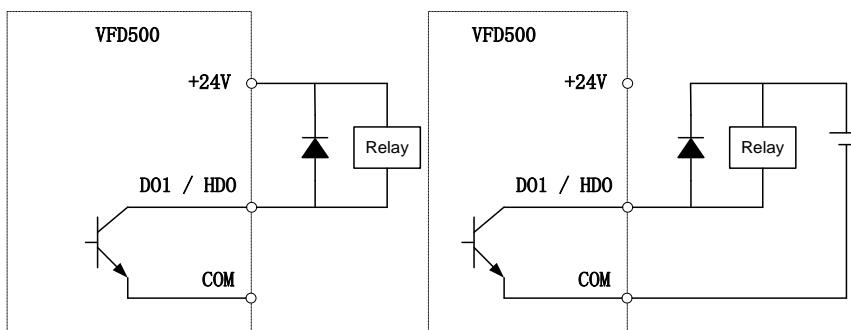 VFD500
+24V
Relay
DO1 / HDO
COM
VFD500
+24V
Relay
DO1 / HDO
COM